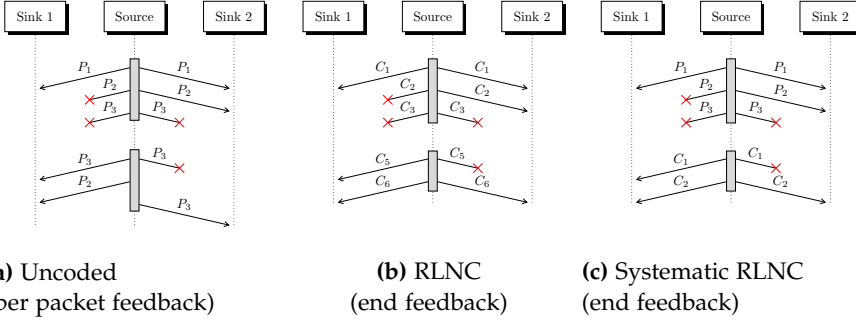 Sink 1 Source Sink 2 Sink 1 Source Sink 2 Sink 1 Source Sink 2
P1 P1 C1 C1 P1 P1
P2 P2 C2 C2 P2 P2
P3 P3 C3 C3 P3 P3
P3 P3 C5 C5 C1 C1
P2 C6 C6 C2 C2
P3
) Uncoded (b) RLNC (c) Systematic RLNC
per packet feedback) (end feedback) (end feedback)